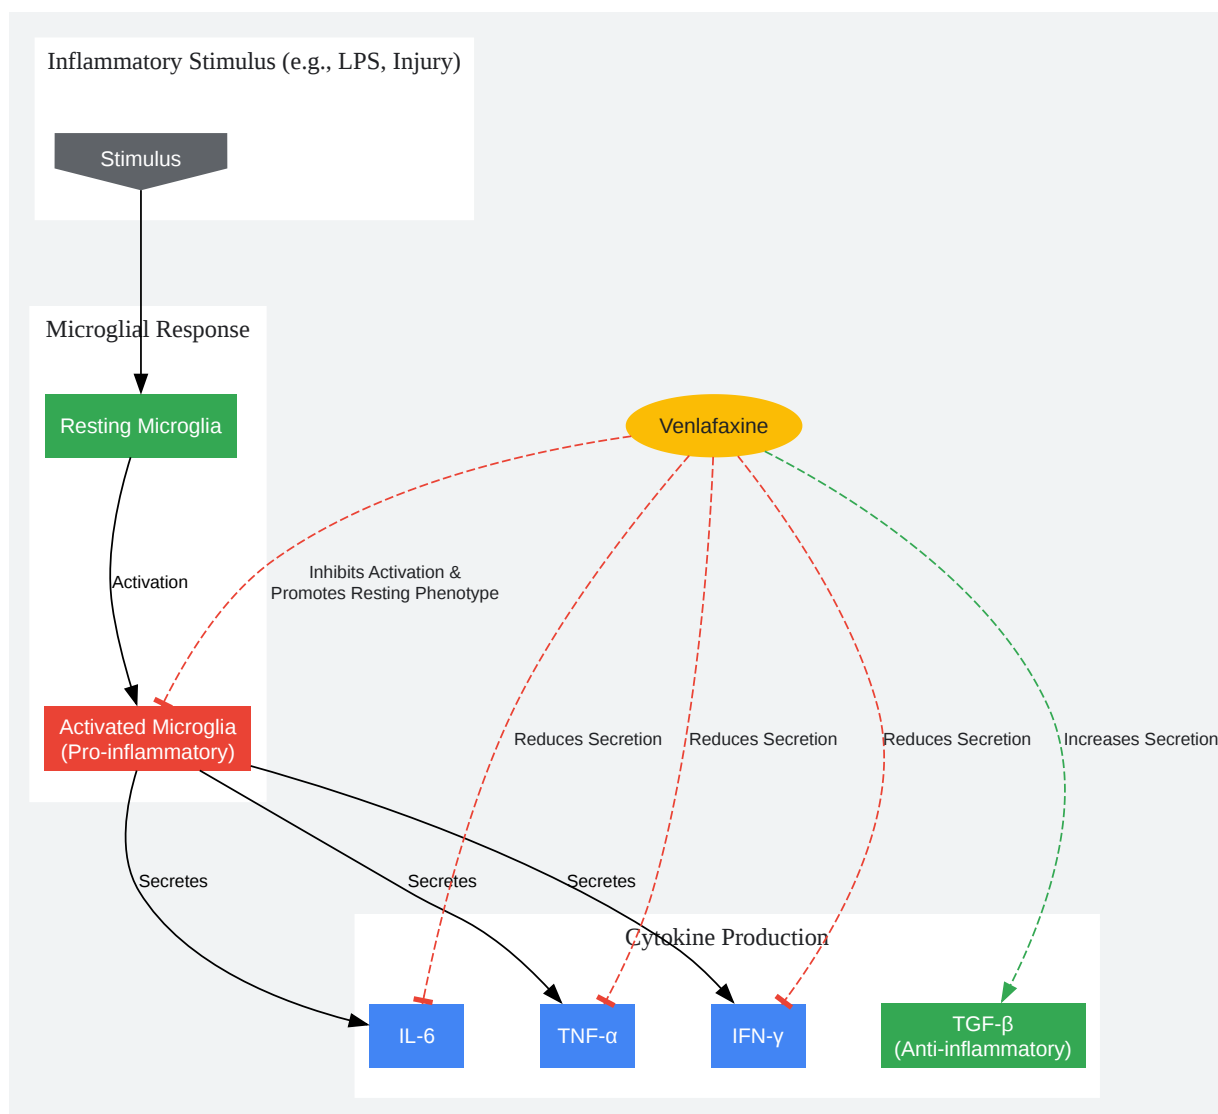 Inflammatory Stimulus (e.g., LPS, Injury)
Stimulus
Microglial Response
Resting Microglia
Venlafaxine
Inhibits Activation &
Promotes Resting Phenotype
Activation
Activated Microglia
(Pro-inflammatory)
Reduces Secretion
Reduces Secretion
Reduces Secretion
Increases Secretion
Secretes
Secretes
Secretes
Cytokine Production
IL-6
TNF-α
IFN-γ
TGF-β
(Anti-inflammatory)